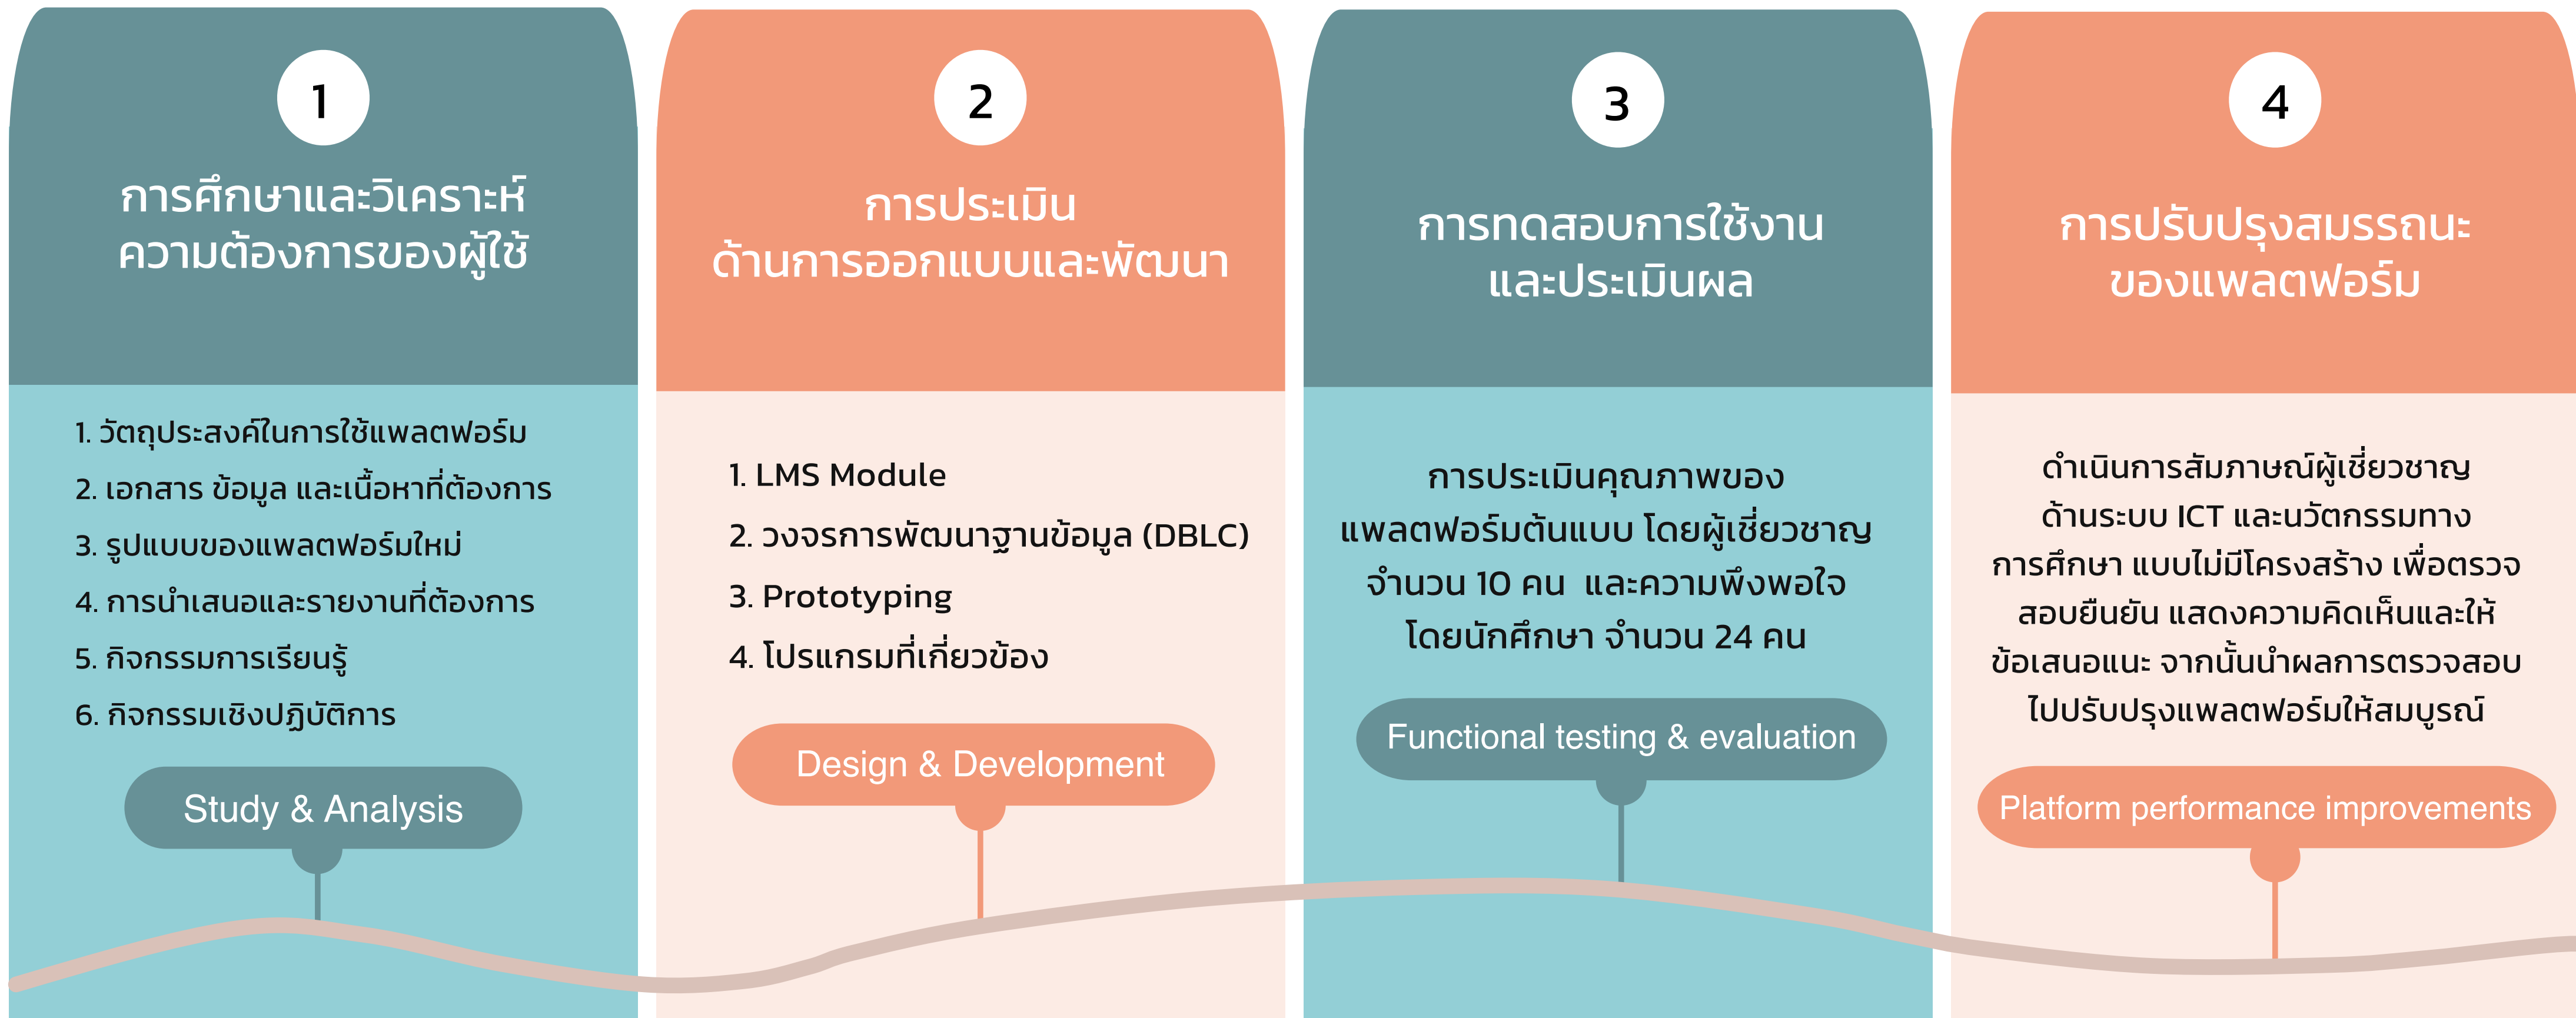 1
การศึกษาและวิเคราะห์
ความต้องการของผู้ใช้
1. วัตถุประสงค์ในการใช้แพลตฟอร์ม
2. เอกสาร ข้อมูล และเนื้อหาที่ต้องการ
3. รูปแบบของแพลตฟอร์มใหม่
4. การนำเสนอและรายงานที่ต้องการ
5. กิจกรรมการเรียนรู้
6. กิจกรรมเชิงปฏิบัติการ
Study & Analysis
2
การประเมิน
ด้านการออกแบบและพัฒนา
1. LMS Module
2. วงจรการพัฒนาฐานข้อมูล (DBLC)
3. Prototyping
4. โปรแกรมที่เกี่ยวข้อง
Design & Development
3
การทดสอบการใช้งาน
และประเมินผล
การประเมินคุณภาพของ
แพลตฟอร์มต้นแบบ โดยผู้เชี่ยวชาญ
จำนวน 10 คน และความพึงพอใจ
โดยนักศึกษา จำนวน 24 คน
Functional testing & evaluation
4
การปรับปรุงสมรรถนะ
ของแพลตฟอร์ม
ดำเนินการสัมภาษณ์ผู้เชี่ยวชาญ
ด้านระบบ ICT และนวัตกรรมทาง
การศึกษา แบบไม่มีโครงสร้าง เพื่อตรวจ
สอบยืนยัน แสดงความคิดเห็นและให้
ข้อเสนอแนะ จากนั้นนำผลการตรวจสอบ
ไปปรับปรุงแพลตฟอร์มให้สมบูรณ์
Platform performance improvements